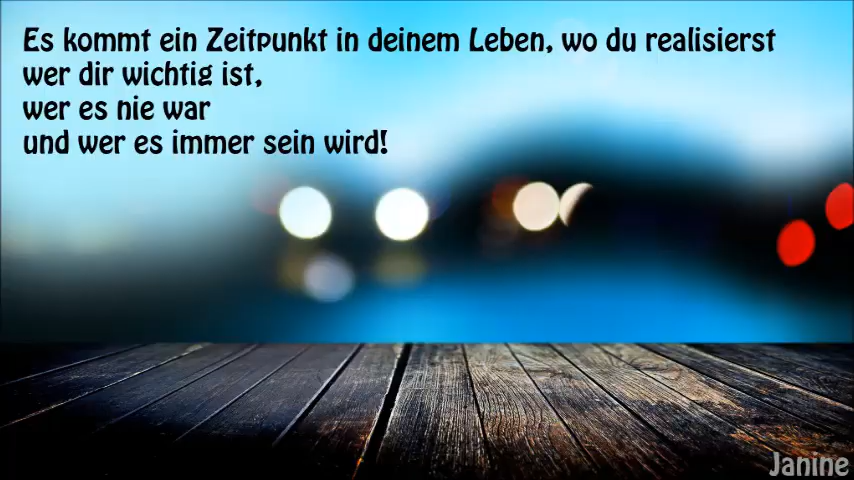 Es kommt ein Zeitpunkt in deinem Leben, wo du realisierst
wer dir wichtig ist,
wer es nie war
und wer es immer sein wird!
Janine